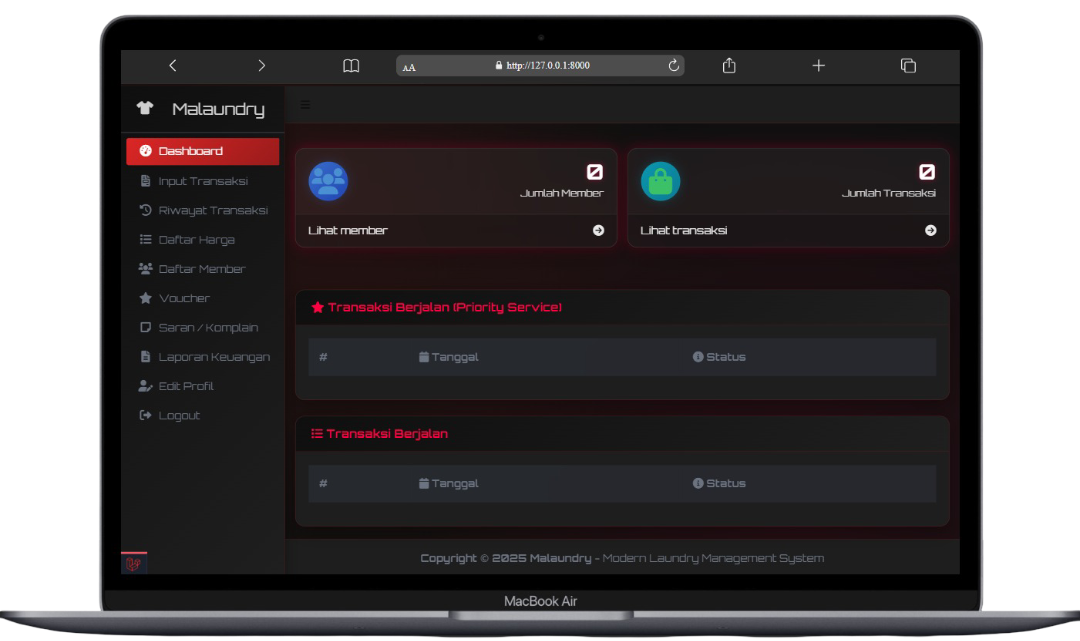 AA
http://127.0.0.1:8000
Malaundry
Dashboard
Input Transaksi
Riwayat Transaksi
Daftar Harga
Daftar Member
Voucher
Saran / Komplain
Laporan Keuangan
Edit Profil
Logout
0
Jumlah Member
Lihat member
0
Jumlah Transaksi
Lihat transaksi
Transaksi Berjalan (Priority Service)
# Tanggal Status
Transaksi Berjalan
# Tanggal Status
Copyright © 2025 Malaundry - Modern Laundry Management System
MacBook Air